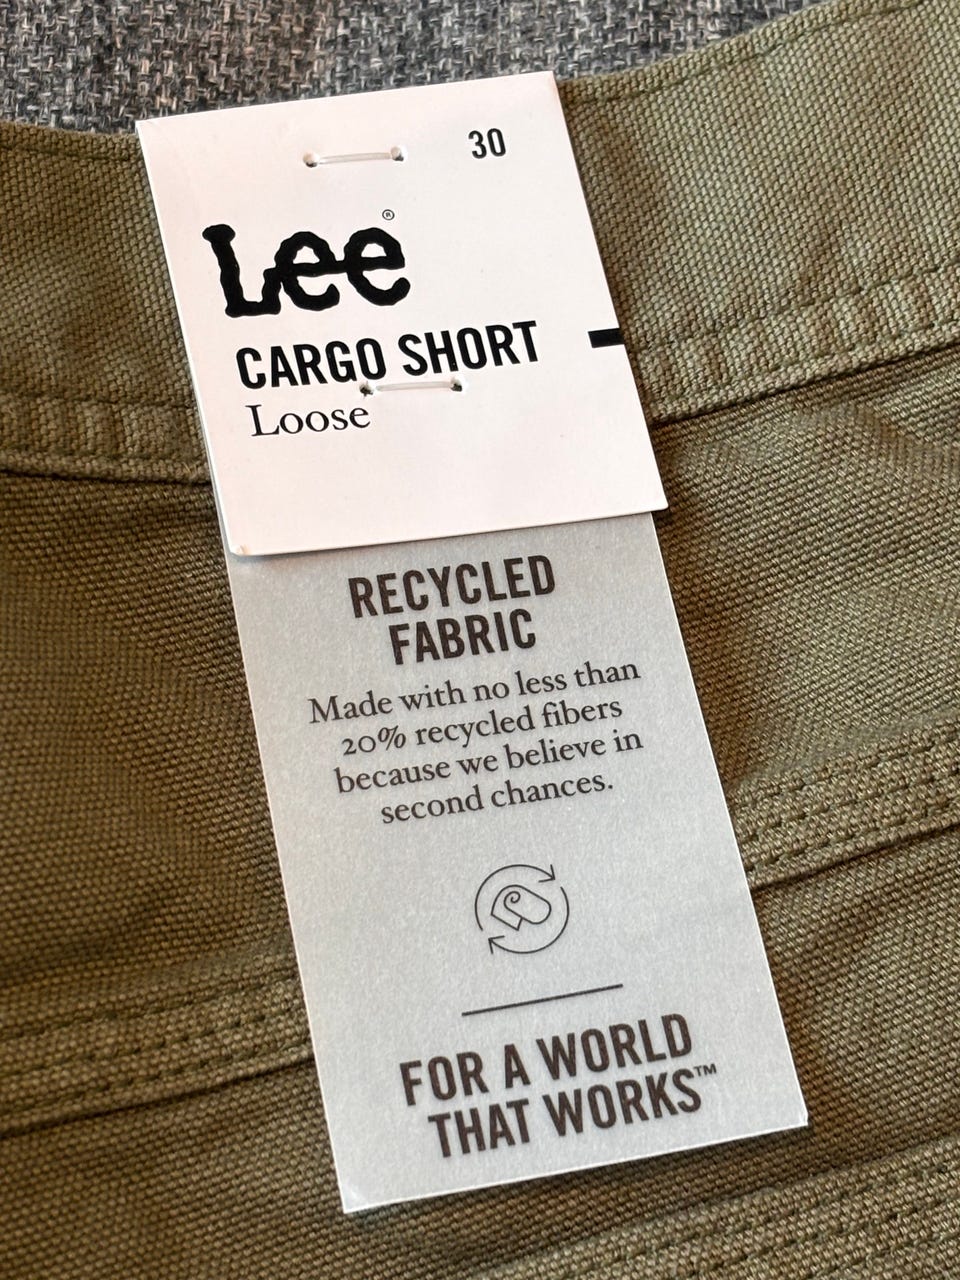 30
Lee®
CARGO SHORT
Loose
RECYCLED
FABRIC
Made with no less than
20% recycled fibers
because we believe in
second chances.
FOR A WORLD
THAT WORKS™